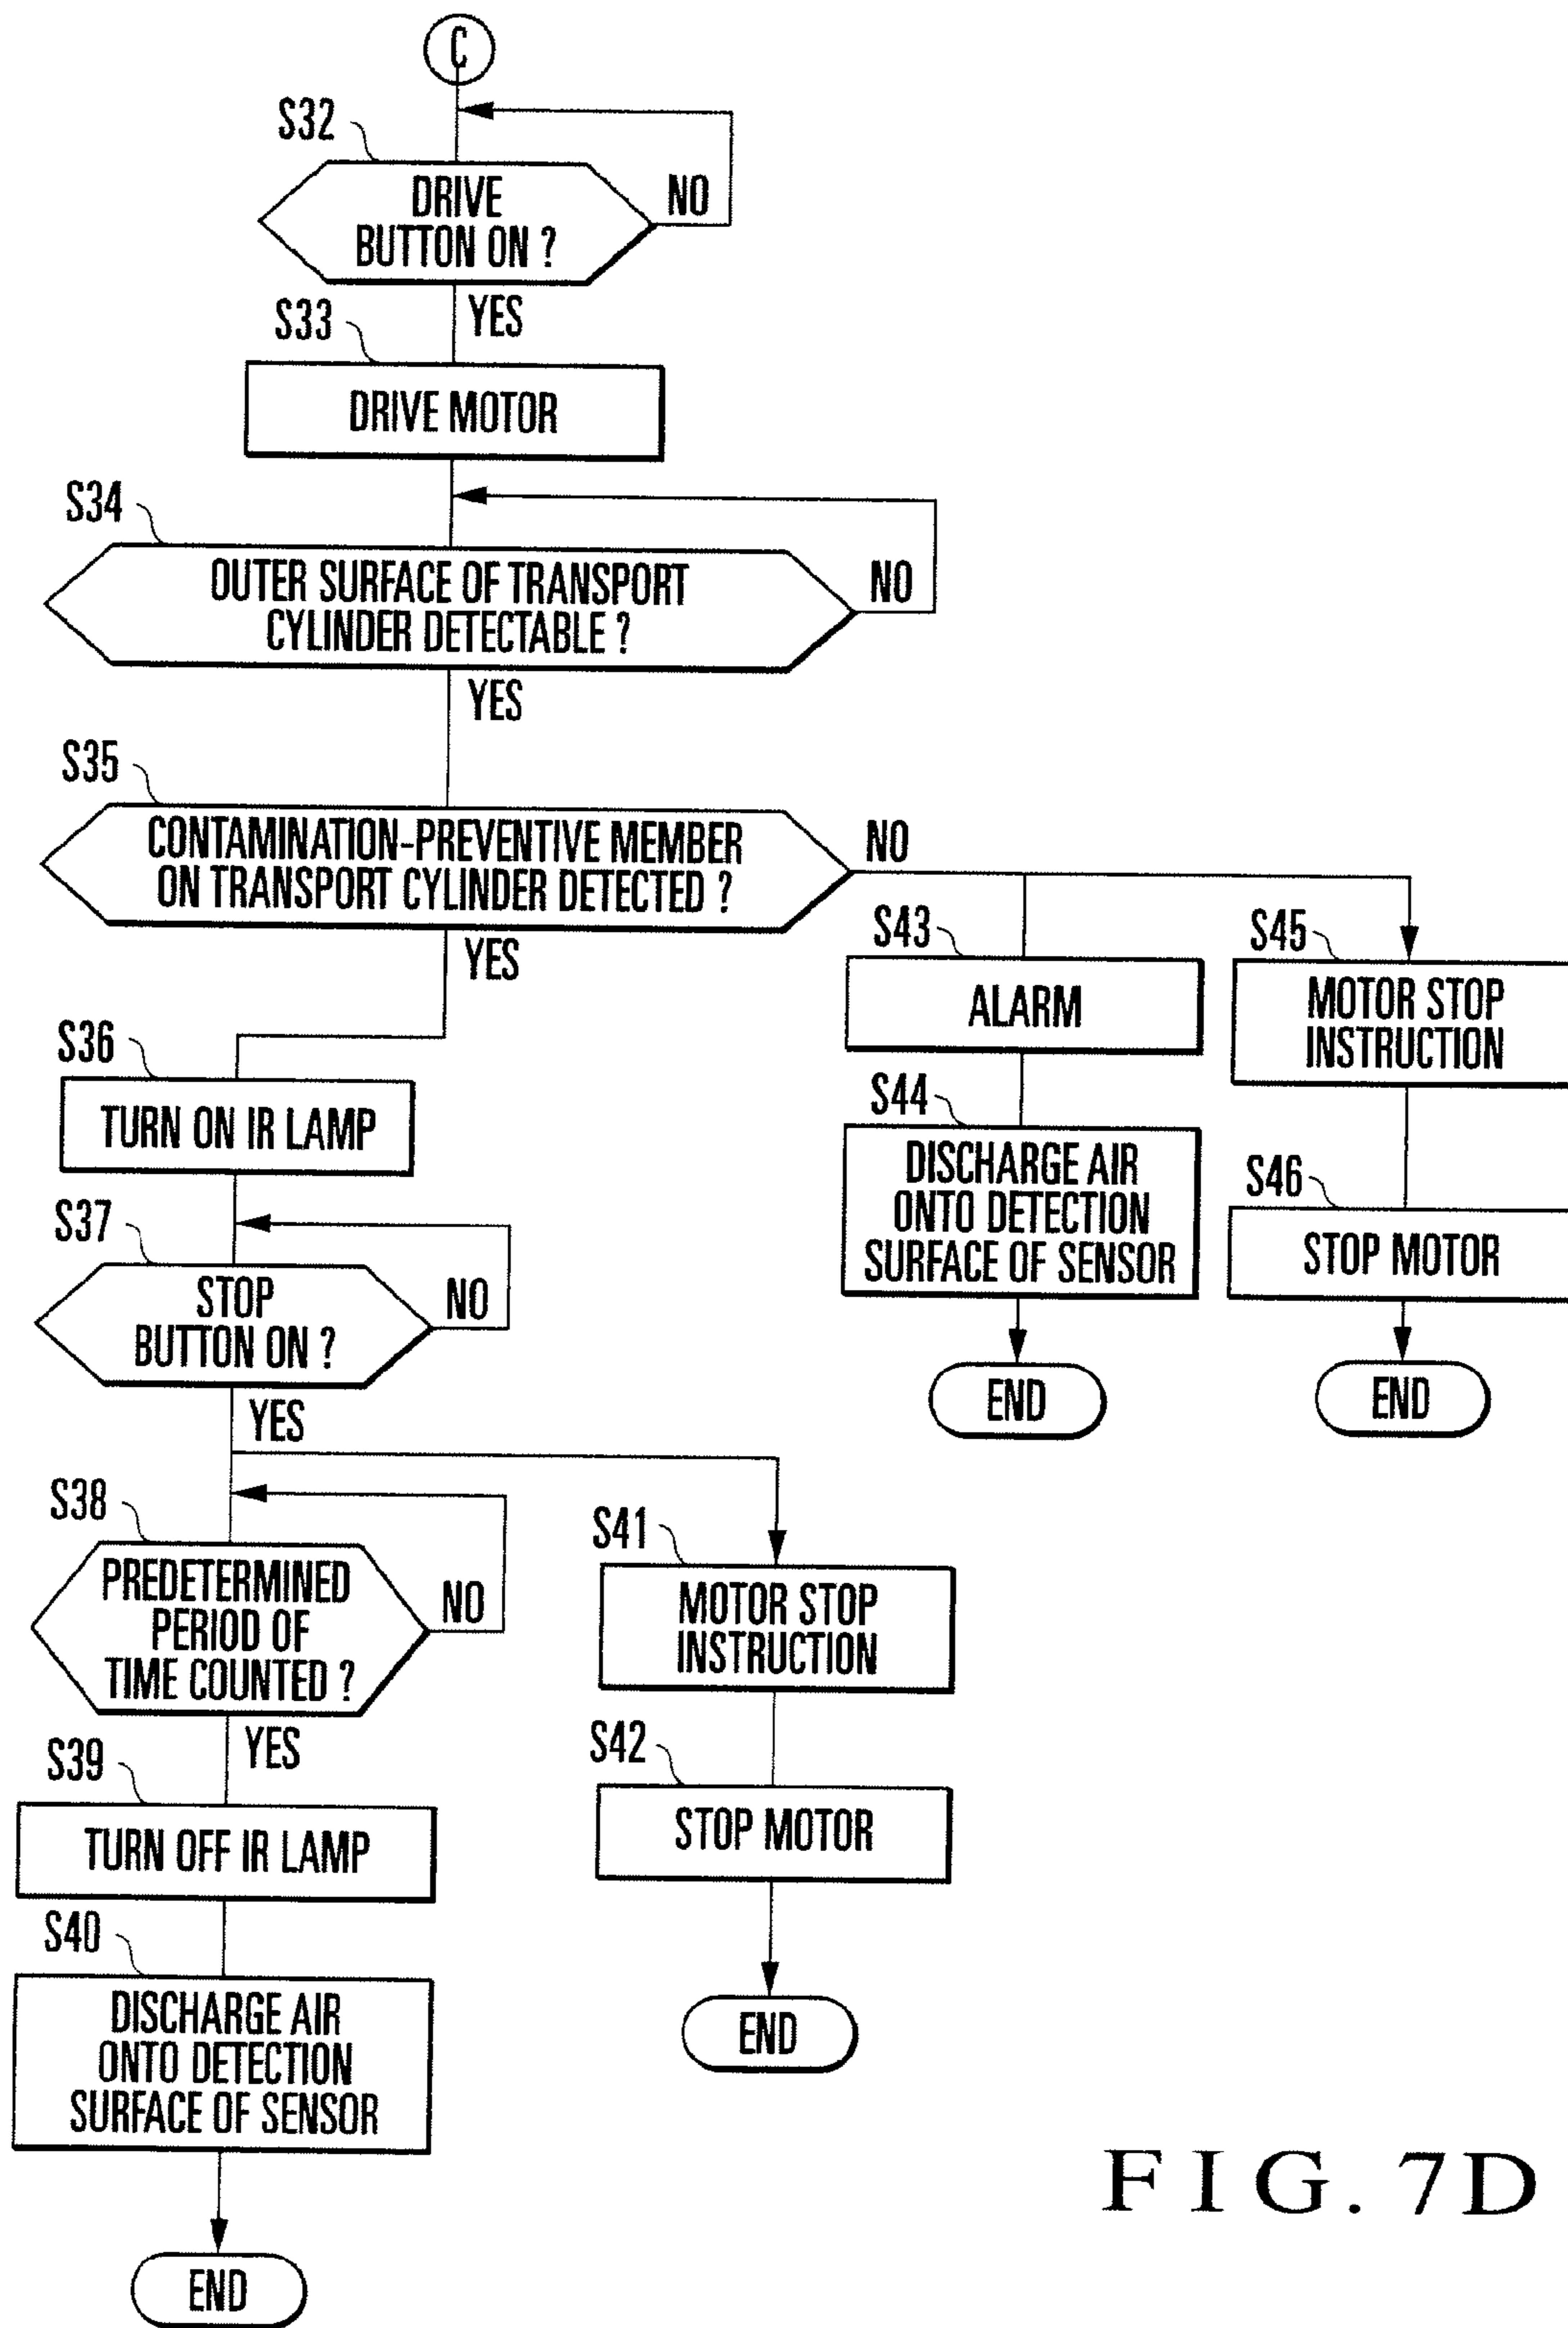 C
S32
DRIVE
BUTTON ON ?
NO
YES
S33
DRIVE MOTOR
S34
OUTER SURFACE OF TRANSPORT
CYLINDER DETECTABLE ?
NO
YES
S35
CONTAMINATION-PREVENTIVE MEMBER
ON TRANSPORT CYLINDER DETECTED ?
NO
YES
S43
ALARM
S44
DISCHARGE AIR
ONTO DETECTION
SURFACE OF SENSOR
END
S45
MOTOR STOP
INSTRUCTION
S46
STOP MOTOR
END
S36
TURN ON IR LAMP
S37
STOP
BUTTON ON ?
NO
YES
S38
PREDETERMINED
PERIOD OF
TIME COUNTED ?
NO
YES
S39
TURN OFF IR LAMP
S40
DISCHARGE AIR
ONTO DETECTION
SURFACE OF SENSOR
END
S41
MOTOR STOP
INSTRUCTION
S42
STOP MOTOR
END
FIG. 7D